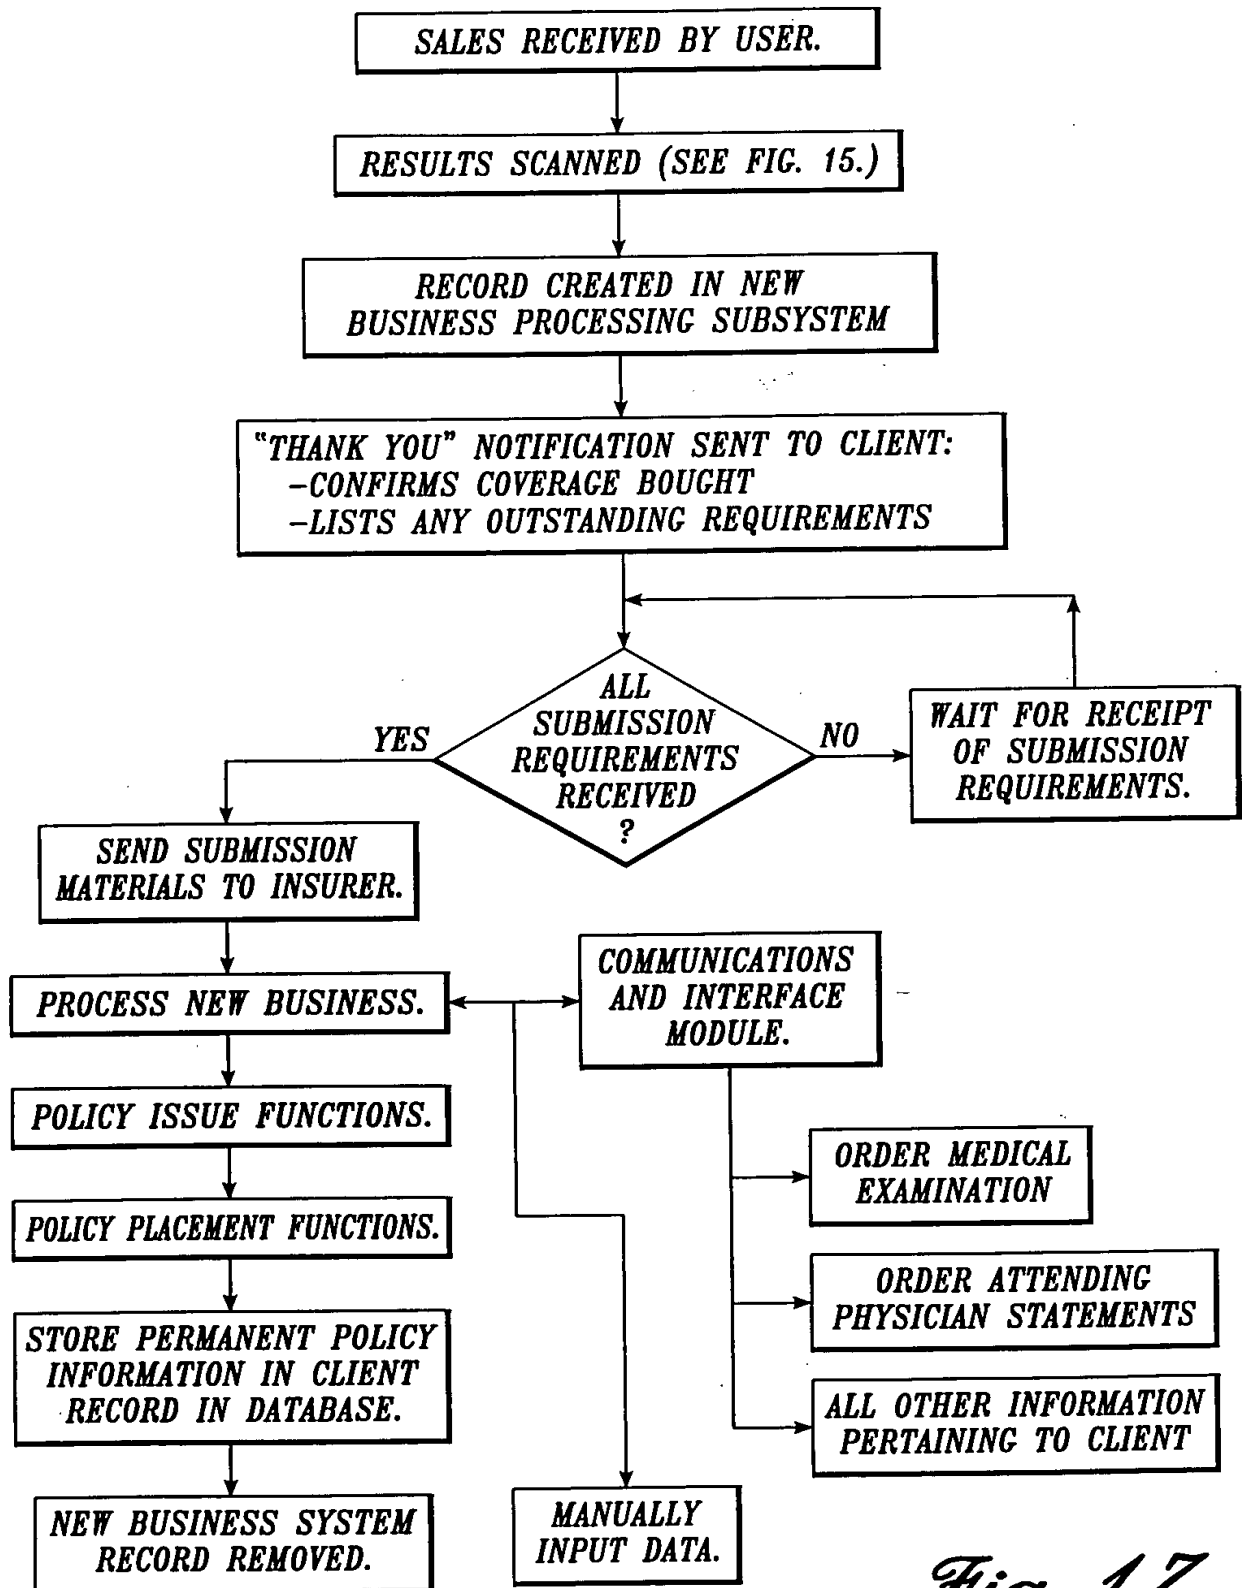 SALES RECEIVED BY USER.
RESULTS SCANNED (SEE FIG. 15.)
RECORD CREATED IN NEW
BUSINESS PROCESSING SUBSYSTEM
"THANK YOU" NOTIFICATION SENT TO CLIENT:
-CONFIRMS COVERAGE BOUGHT
-LISTS ANY OUTSTANDING REQUIREMENTS
ALL
SUBMISSION
REQUIREMENTS
RECEIVED
?
YES
NO
WAIT FOR RECEIPT
OF SUBMISSION
REQUIREMENTS.
SEND SUBMISSION
MATERIALS TO INSURER.
PROCESS NEW BUSINESS.
COMMUNICATIONS
AND INTERFACE
MODULE.
POLICY ISSUE FUNCTIONS.
ORDER MEDICAL
EXAMINATION
POLICY PLACEMENT FUNCTIONS.
ORDER ATTENDING
PHYSICIAN STATEMENTS
STORE PERMANENT POLICY
INFORMATION IN CLIENT
RECORD IN DATABASE.
ALL OTHER INFORMATION
PERTAINING TO CLIENT
NEW BUSINESS SYSTEM
RECORD REMOVED.
MANUALLY
INPUT DATA.
Fig. 17